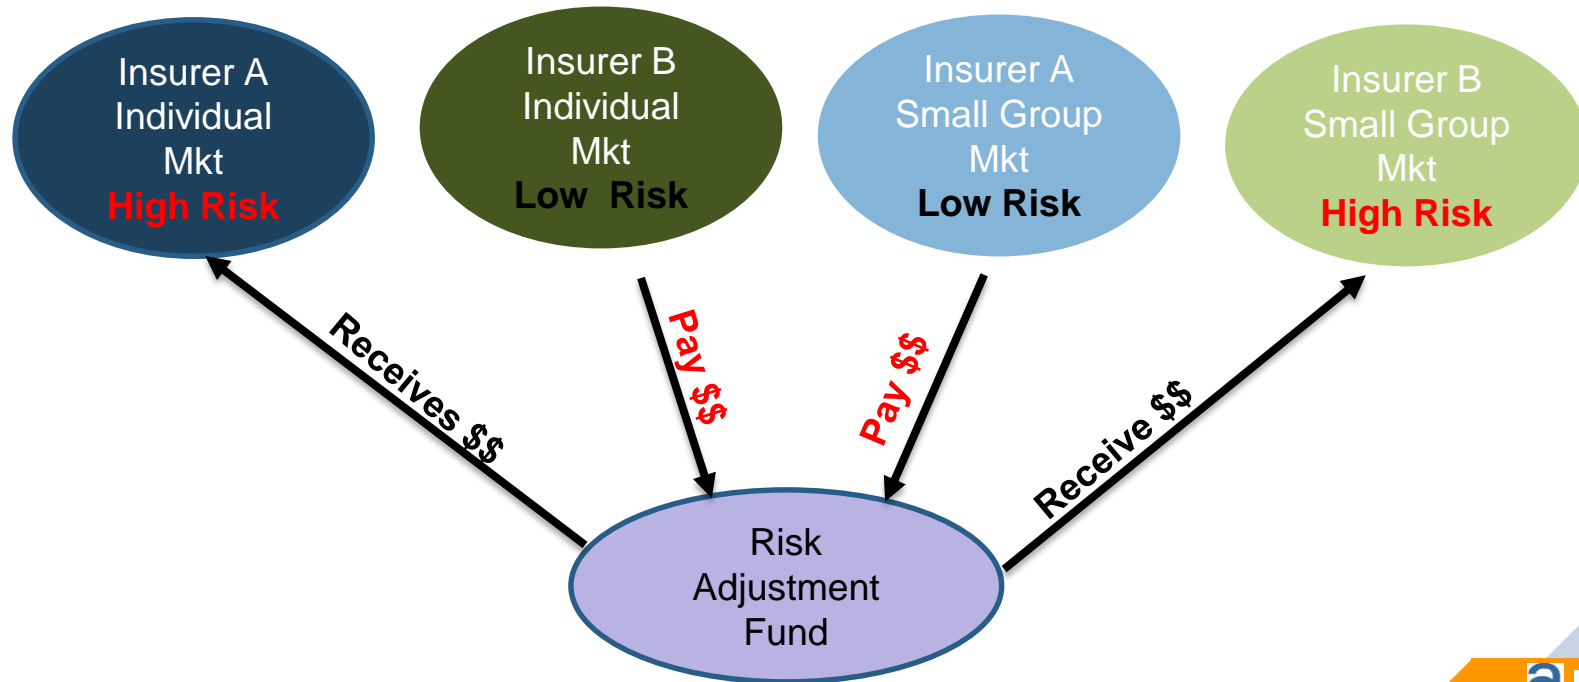 Insurer A
Individual
Mkt
High Risk
Insurer B
Individual
Mkt
Low Risk
Insurer A
Small Group
Mkt
Low Risk
Insurer B
Small Group
Mkt
High Risk
Receives $$
Pay $$
Pay $$
Receive $$
Risk
Adjustment
Fund
a